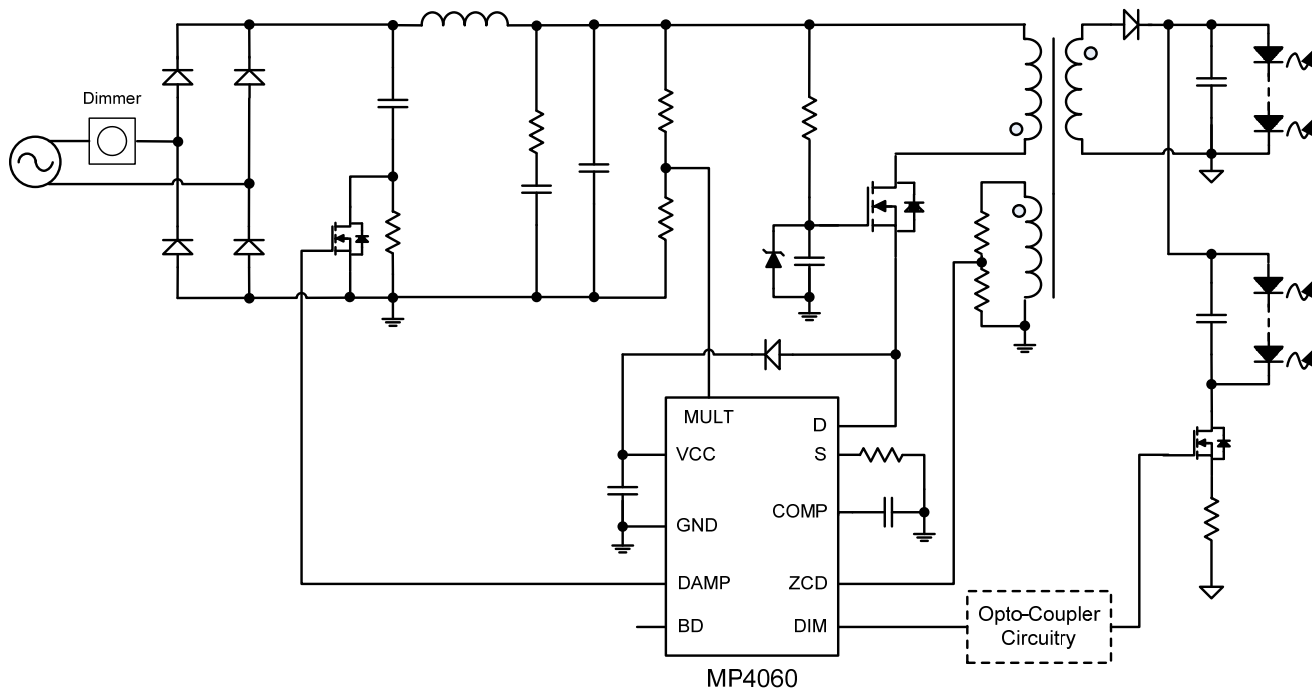 Dimmer
MULT
D
VCC
S
COMP
GND
DAMP
ZCD
BD
DIM
Opto-Coupler
Circuitry
MP4060